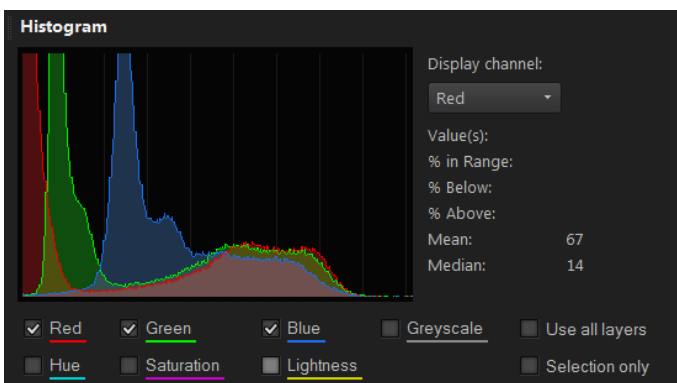 Histogram
Display channel:
Red
Value(s):
% in Range:
% Below:
% Above:
Mean: 67
Median: 14
Red Green Blue Greyscale Use all layers
Hue Saturation Lightness Selection only